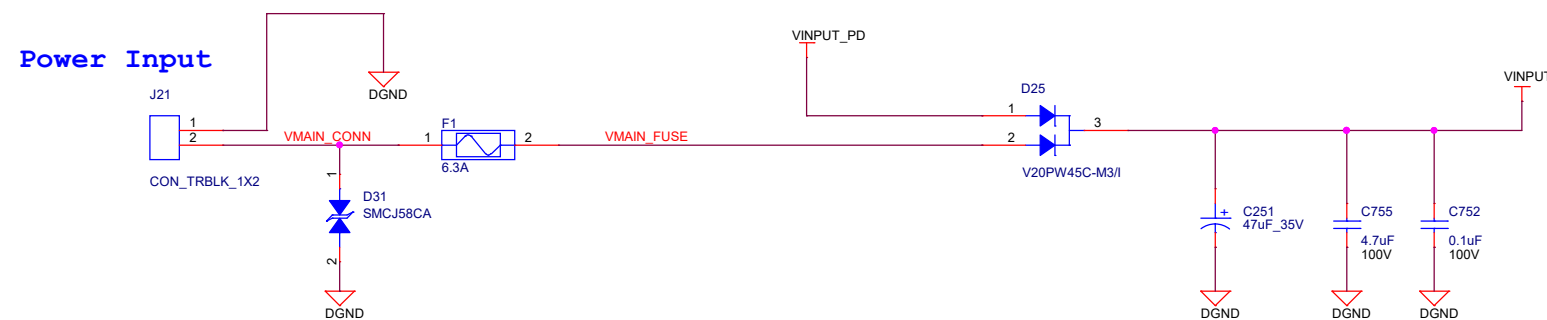 Power Input
J21
1
2
CON_TRBLK_1X2
DGND
VMAIN_CONN
1
F1
6.3A
2
VMAIN_FUSE
1
D31
SMCJ58CA
2
DGND
VINPUT_PD
D25
1
2
3
V20PW45C-M3/I
VINPUT
+
C251
47uF_35V
DGND
C755
4.7uF
100V
DGND
C752
0.1uF
100V
DGND